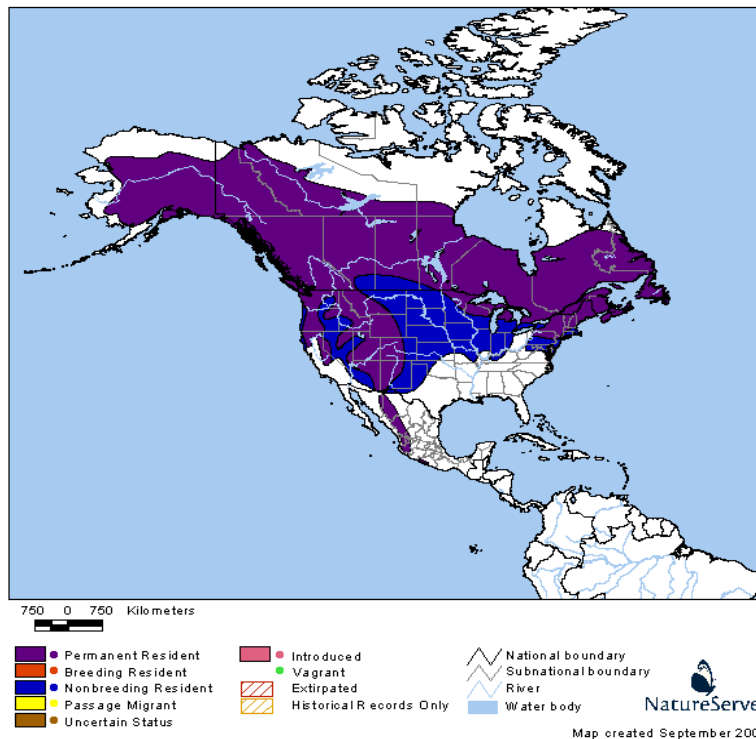 750 0 750 Kilometers
Permanent Resident
Breeding Resident
Nonbreeding Resident
Passage Migrant
Uncertain Status
Introduced
Vagrant
Extirpated
Historical Records Only
National boundary
Subnational boundary
River
Water body
NatureServe
Map created September 200